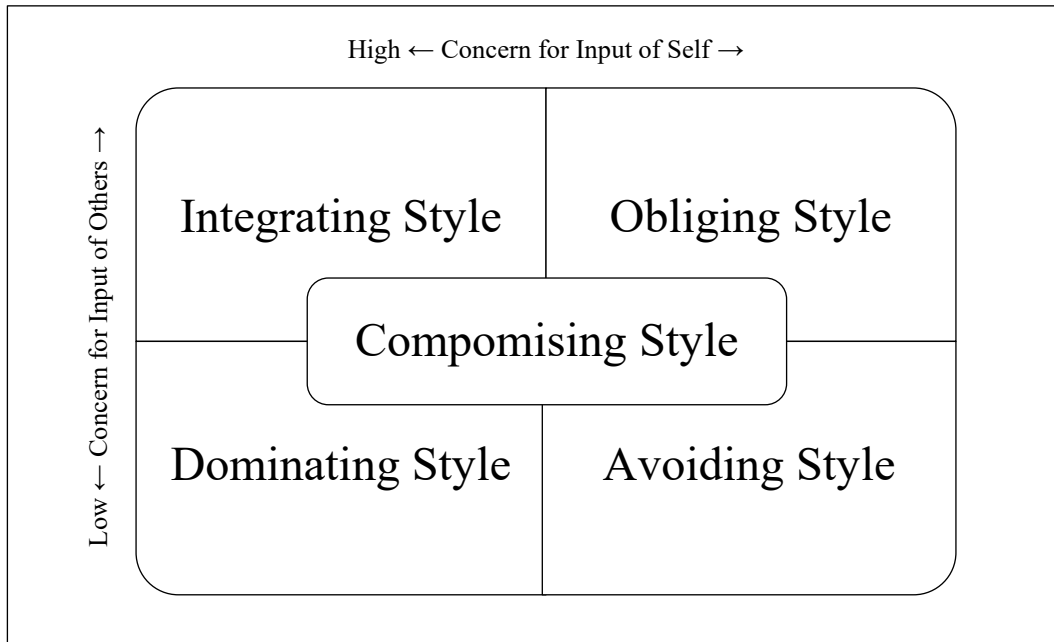 High ← Concern for Input of Self →
Low ← Concern for Input of Others →
Integrating Style
Obliging Style
Compomising Style
Dominating Style
Avoiding Style